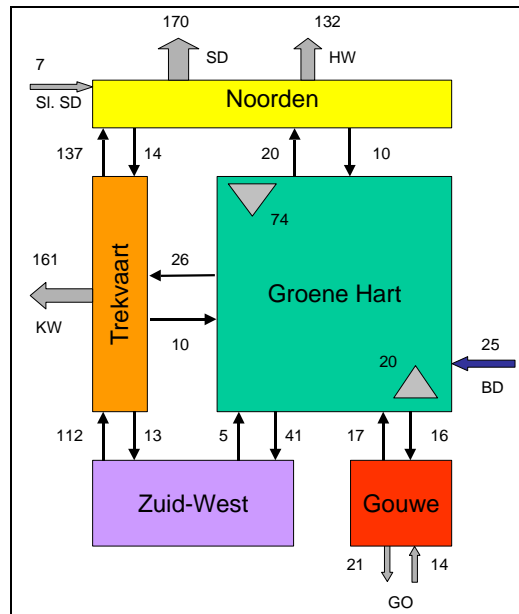 170
132
7
SD
HW
Sl. SD
Noorden
137
14
20
10
74
161
26
Trekvaart
Groene Hart
KW
10
25
20
BD
112
13
5
41
17
16
Zuid-West
Gouwe
21
14
GO